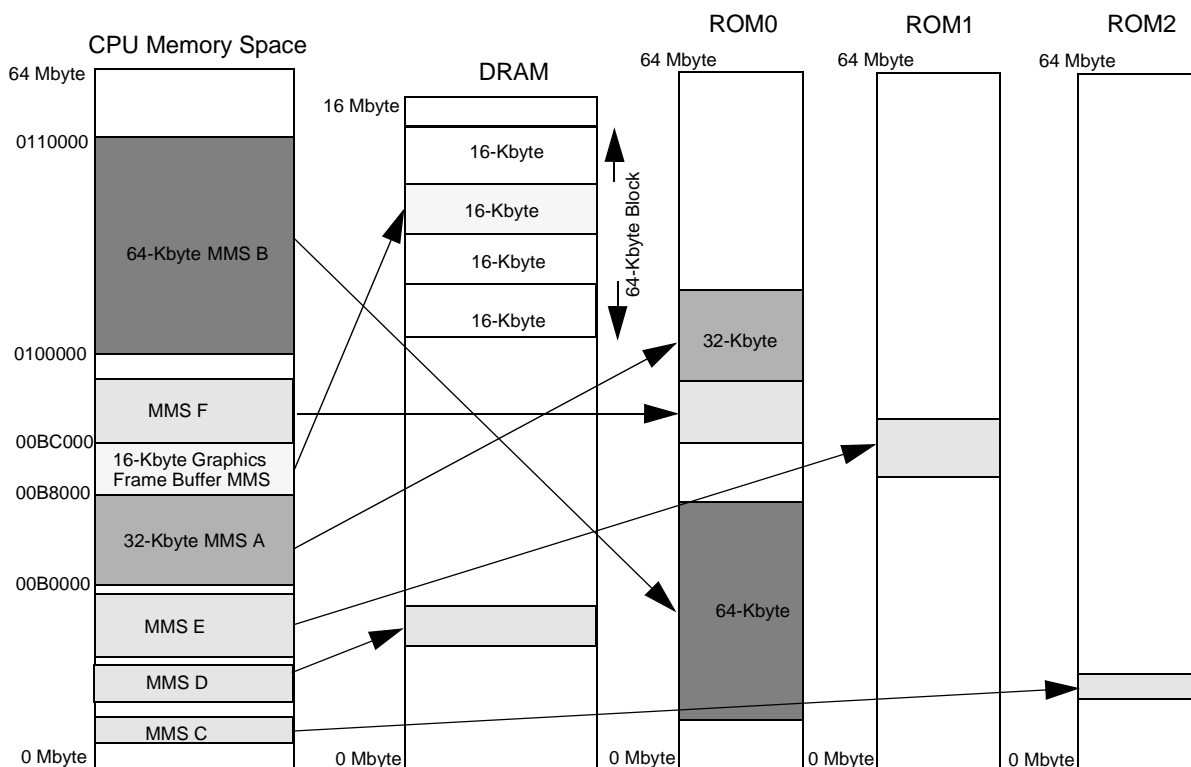 CPU Memory Space
64 Mbyte
0110000
64-Kbyte MMS B
0100000
MMS F
00BC000
16-Kbyte Graphics
Frame Buffer MMS
00B8000
32-Kbyte MMS A
00B0000
MMS E
MMS D
MMS C
0 Mbyte
DRAM
16 Mbyte
16-Kbyte
16-Kbyte
16-Kbyte
16-Kbyte
64-Kbyte Block
0 Mbyte
ROM0
64 Mbyte
32-Kbyte
64-Kbyte
0 Mbyte
ROM1
64 Mbyte
0 Mbyte
ROM2
64 Mbyte
0 Mbyte